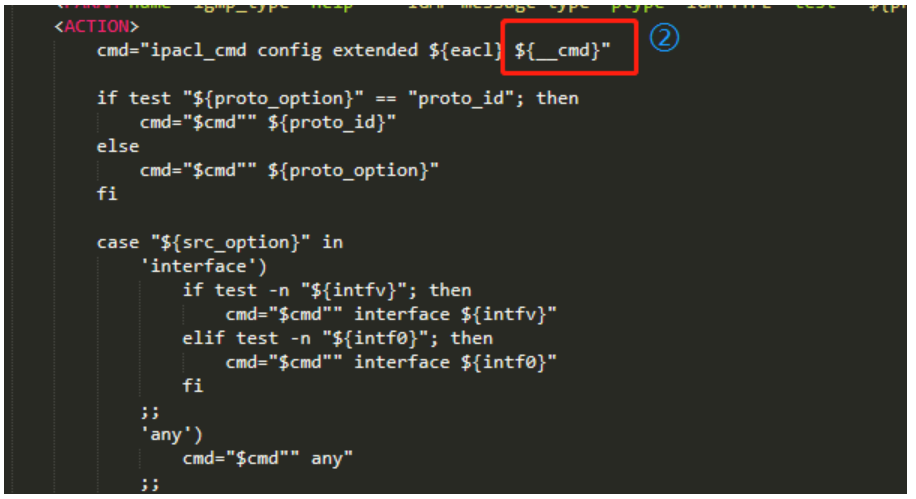 <ACTION>
cmd="ipacl_cmd config extended ${eacl} ${__cmd}"
②
if test "${proto_option}" == "proto_id"; then
cmd="$cmd"" ${proto_id}"
else
cmd="$cmd"" ${proto_option}"
fi
case "${src_option}" in
'interface')
if test -n "${intfv}"; then
cmd="$cmd"" interface ${intfv}"
elif test -n "${intf0}"; then
cmd="$cmd"" interface ${intf0}"
fi
;;
'any')
cmd="$cmd"" any"
;;